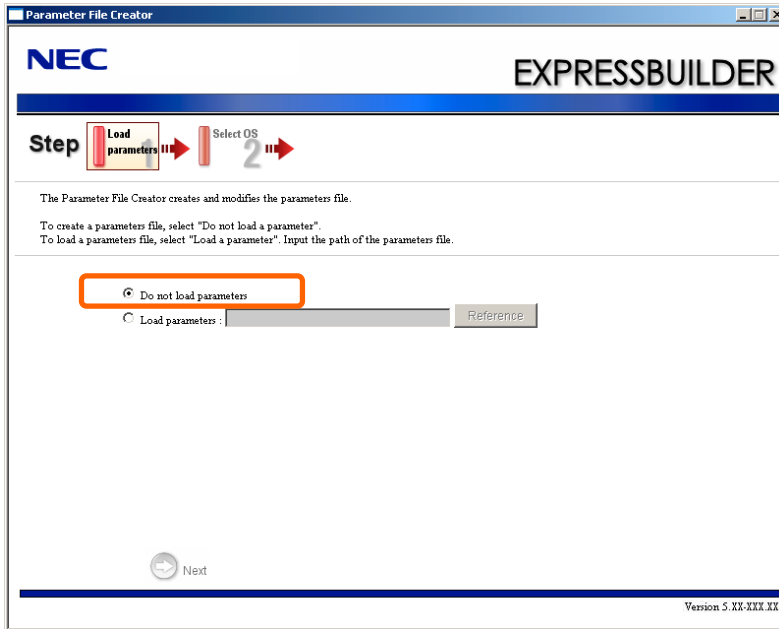 Parameter File Creator
NEC
EXPRESSBUILDER
Step
Load
parameters
1
Select OS
2
The Parameter File Creator creates and modifies the parameters file.
To create a parameters file, select "Do not load a parameter".
To load a parameters file, select "Load a parameter". Input the path of the parameters file.
Do not load parameters
Load parameters :
Reference
Next
Version 5.XX-XXX.XX